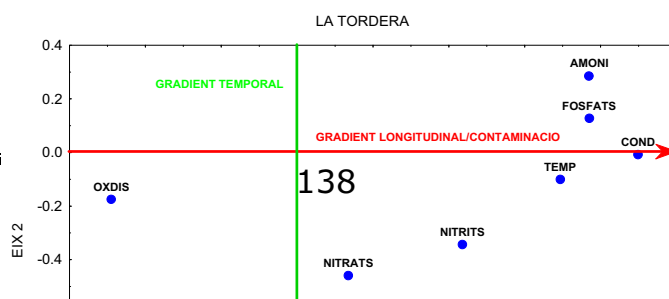 LA TORDERA
0.4
AMONI
GRADIENT TEMPORAL
0.2
FOSFATS
GRADIENT LONGITUDINAL/CONTAMINACIO
COND
0.0
i
TEMP
138
OXDIS
-0.2
NITRITS
EIX 2
NITRATS
-0.4